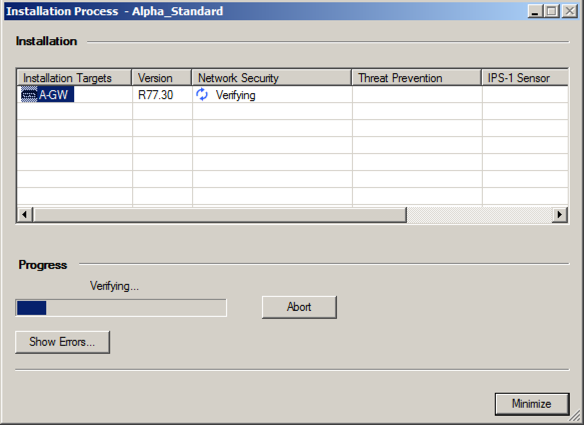 Installation Process - Alpha_Standard
Installation
Installation Targets Version Network Security Threat Prevention IPS-1 Sensor
A-GW R77.30 Verifying
Progress
Verifying...
Abort
Show Errors...
Minimize